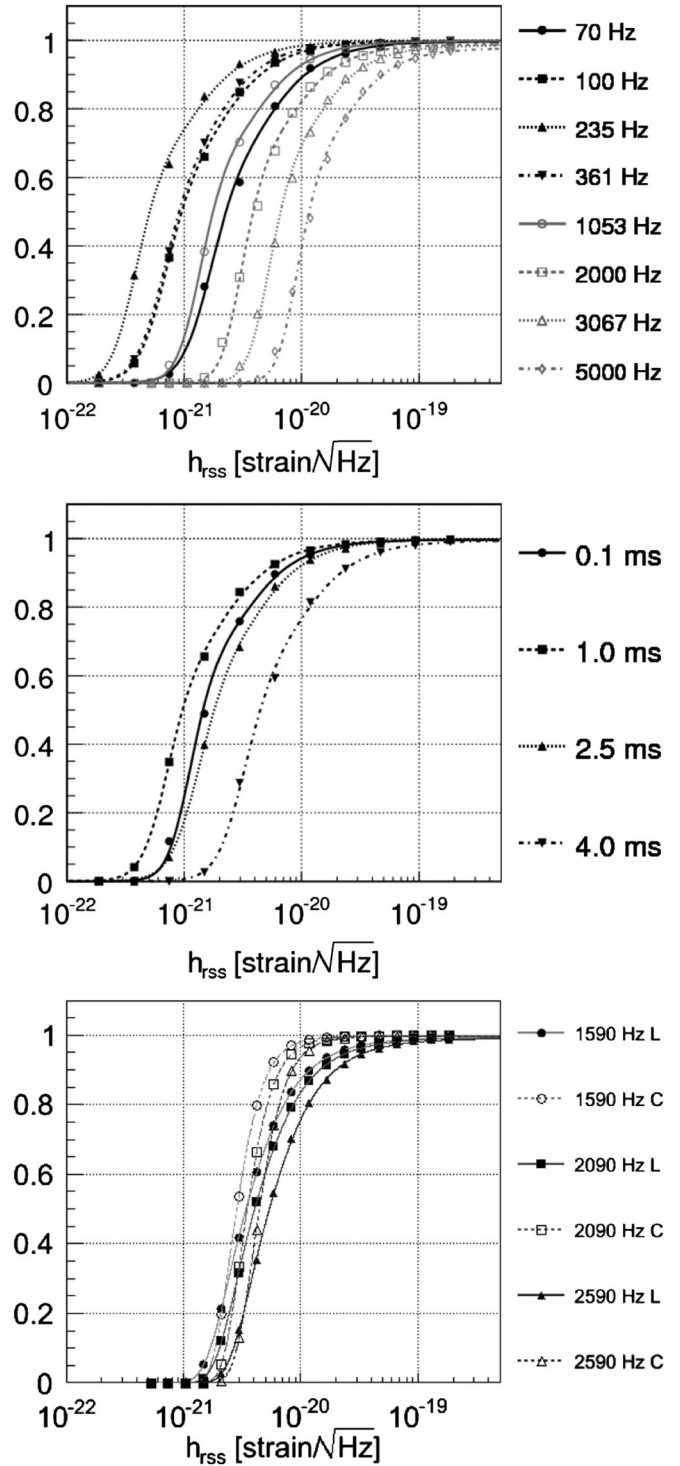 1
0.8
0.6
0.4
0.2
0
10⁻²² 10⁻²¹ 10⁻²⁰ 10⁻¹⁹
h_rss [strain/√Hz]
70 Hz
100 Hz
235 Hz
361 Hz
1053 Hz
2000 Hz
3067 Hz
5000 Hz
1
0.8
0.6
0.4
0.2
0
10⁻²² 10⁻²¹ 10⁻²⁰ 10⁻¹⁹
h_rss [strain/√Hz]
0.1 ms
1.0 ms
2.5 ms
4.0 ms
1
0.8
0.6
0.4
0.2
0
10⁻²² 10⁻²¹ 10⁻²⁰ 10⁻¹⁹
h_rss [strain/√Hz]
1590 Hz L
1590 Hz C
2090 Hz L
2090 Hz C
2590 Hz L
2590 Hz C